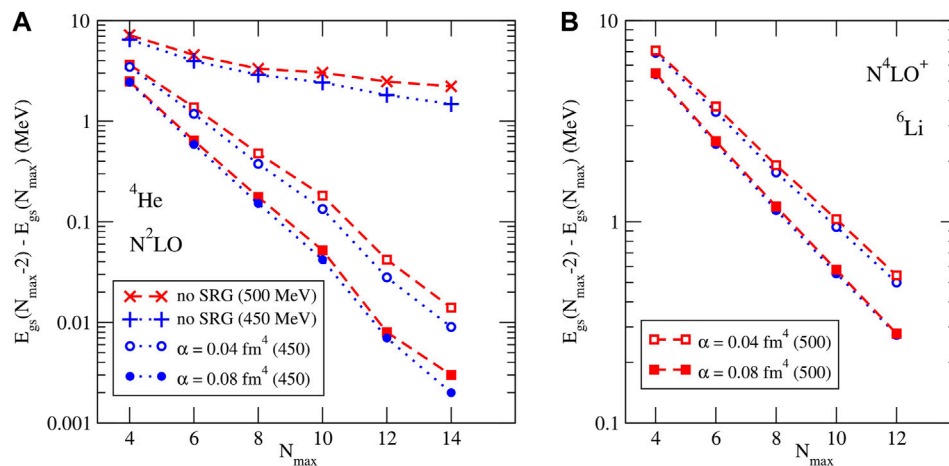 A
E_gs(N_max-2) - E_gs(N_max) (MeV)
10
1
0.1
0.01
0.001
⁴He
N²LO
no SRG (500 MeV)
no SRG (450 MeV)
α = 0.04 fm⁴ (450)
α = 0.08 fm⁴ (450)
4 6 8 10 12 14
N_max
B
E_gs(N_max-2) - E_gs(N_max) (MeV)
10
1
0.1
N⁴LO⁺
⁶Li
α = 0.04 fm⁴ (500)
α = 0.08 fm⁴ (500)
4 6 8 10 12
N_max